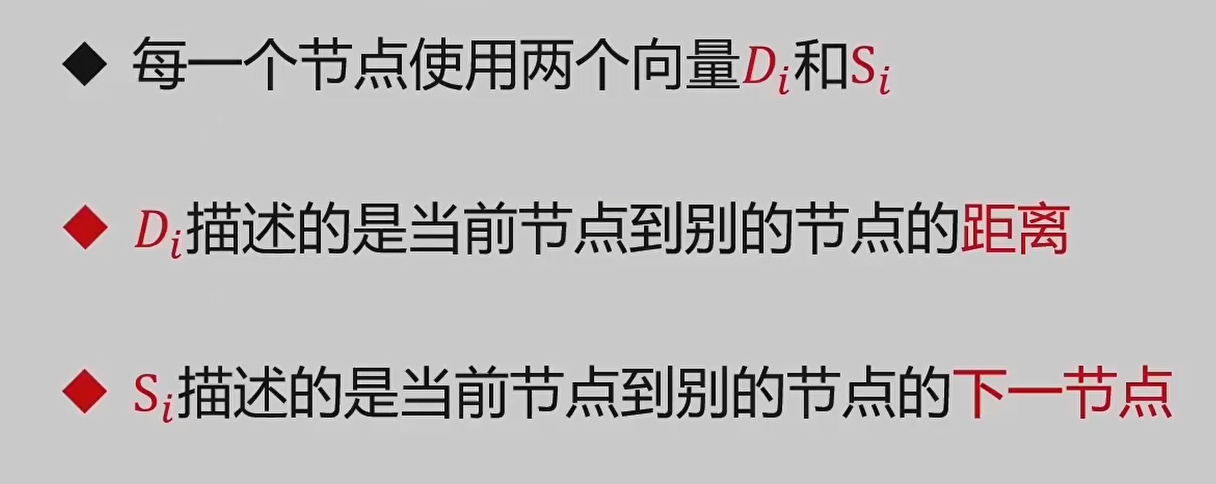 ◆ 每一个节点使用两个向量Dᵢ和Sᵢ
◆ Dᵢ描述的是当前节点到别的节点的距离
◆ Sᵢ描述的是当前节点到别的节点的下一节点